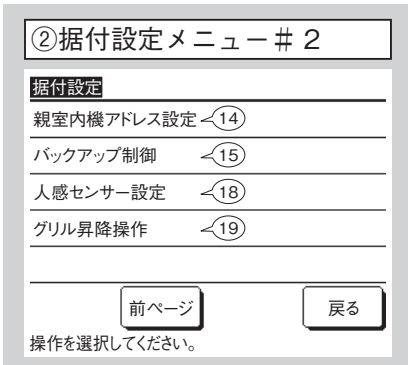 ②据付設定メニュー＃２
据付設定
親室内機アドレス設定 14
バックアップ制御 15
人感センサー設定 18
グリル昇降操作 19
前ページ 戻る
操作を選択してください。